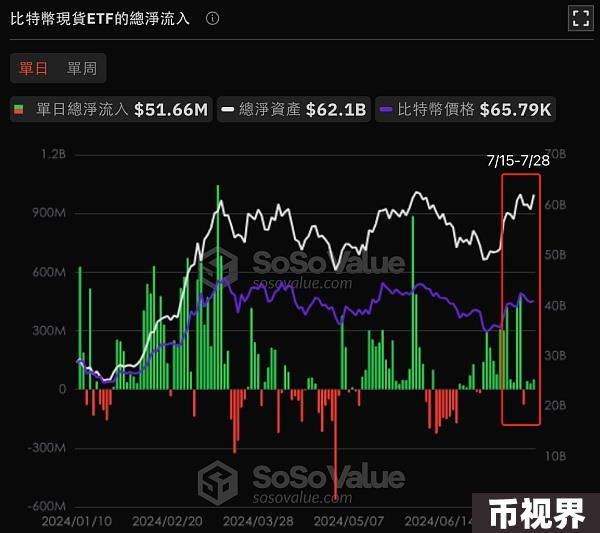 比特幣現貨ETF的總淨流入
單日 單周
單日總淨流入 $51.66M 總淨資產 $62.1B 比特幣價格 $65.79K
7/15-7/28
1.2B 70B
900M 60B
50B
600M
40B
300M
30B
0
20B
-300M
10B
-600M
SoSoValue
sosovalue.com
SoSoValue
sosovalue.com
2024/01/10 2024/02/20 2024/03/28 2024/05/07 2024/06/14
币视界